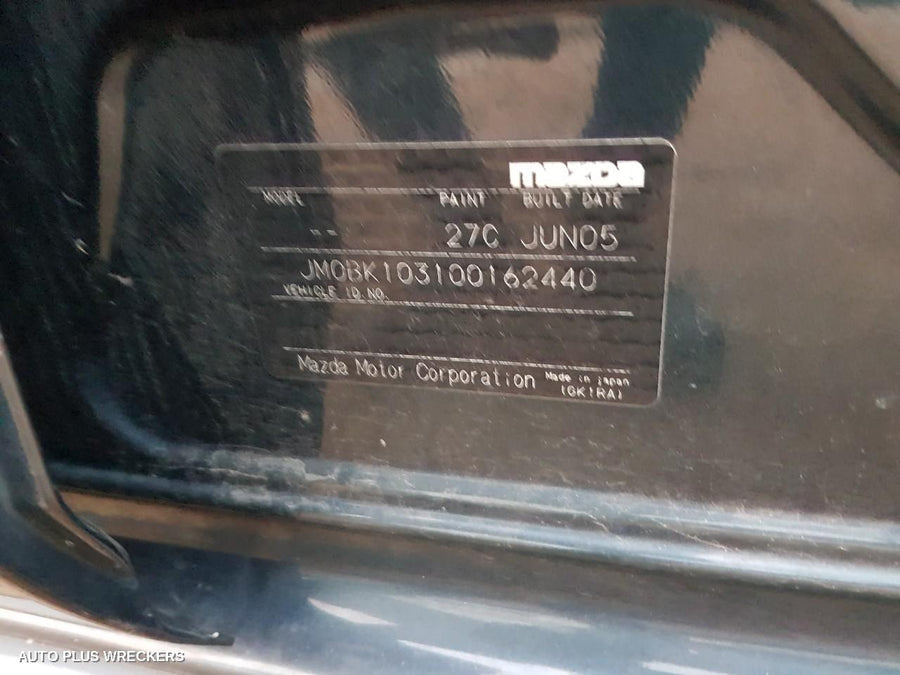 mazda
MODEL PAINT BUILT DATE
-- 27C JUN05
JM0BK103100162440
VEHICLE ID.NO.
Mazda Motor Corporation Made in Japan
(GK1RA)
AUTO PLUS WRECKERS